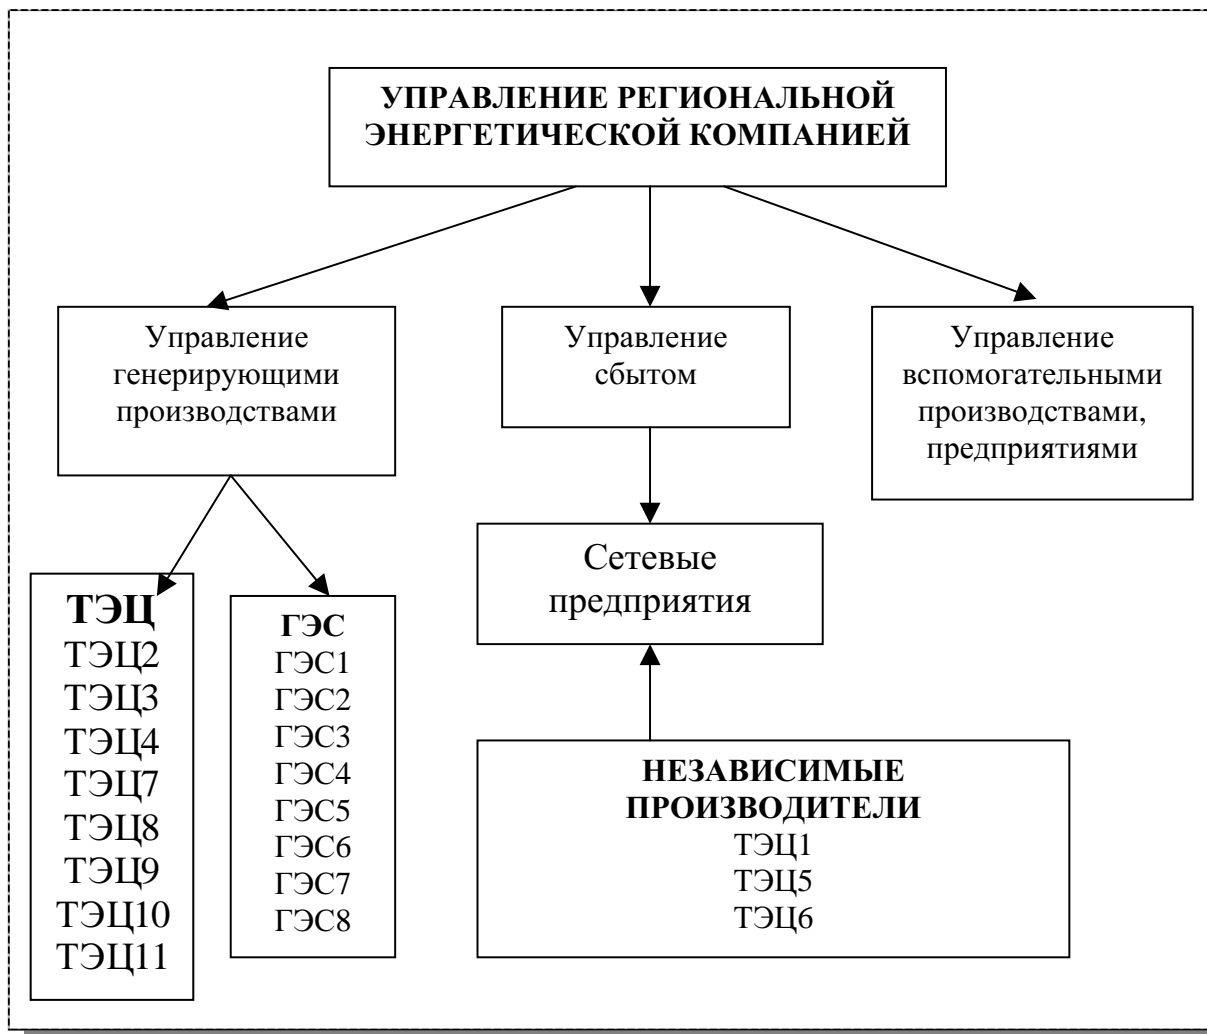 УПРАВЛЕНИЕ РЕГИОНАЛЬНОЙ
ЭНЕРГЕТИЧЕСКОЙ КОМПАНИЕЙ
Управление
генерирующими
производствами
Управление
сбытом
Управление
вспомогательными
производствами,
предприятиями
Сетевые
предприятия
ТЭЦ
ТЭЦ2
ТЭЦ3
ТЭЦ4
ТЭЦ7
ТЭЦ8
ТЭЦ9
ТЭЦ10
ТЭЦ11
ГЭС
ГЭС1
ГЭС2
ГЭС3
ГЭС4
ГЭС5
ГЭС6
ГЭС7
ГЭС8
НЕЗАВИСИМЫЕ
ПРОИЗВОДИТЕЛИ
ТЭЦ1
ТЭЦ5
ТЭЦ6